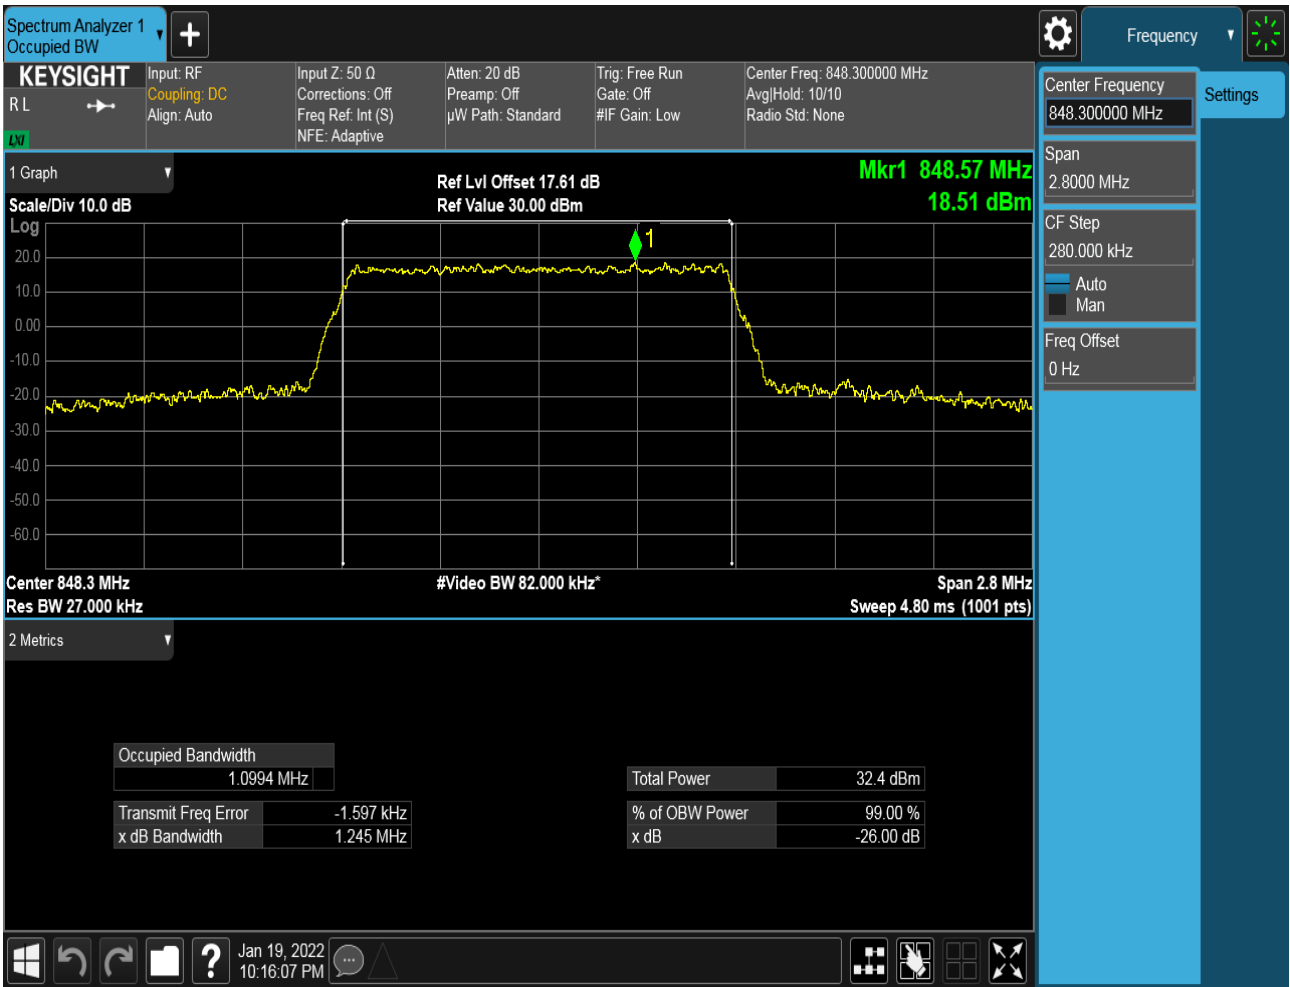 Spectrum Analyzer 1
Occupied BW
Frequency
KEYSIGHT
R L
LXI
Input: RF
Coupling: DC
Align: Auto
Input Z: 50 Ω
Corrections: Off
Freq Ref: Int (S)
NFE: Adaptive
Atten: 20 dB
Preamp: Off
µW Path: Standard
Trig: Free Run
Gate: Off
#IF Gain: Low
Center Freq: 848.300000 MHz
Avg|Hold: 10/10
Radio Std: None
Center Frequency
848.300000 MHz
Settings
Span
2.8000 MHz
CF Step
280.000 kHz
Auto
Man
Freq Offset
0 Hz
1 Graph
Scale/Div 10.0 dB
Ref Lvl Offset 17.61 dB
Ref Value 30.00 dBm
Mkr1 848.57 MHz
18.51 dBm
Log
1
20.0
10.0
0.00
-10.0
-20.0
-30.0
-40.0
-50.0
-60.0
Center 848.3 MHz
#Video BW 82.000 kHz*
Span 2.8 MHz
Res BW 27.000 kHz
Sweep 4.80 ms (1001 pts)
2 Metrics
Occupied Bandwidth
1.0994 MHz
Total Power 32.4 dBm
Transmit Freq Error -1.597 kHz
% of OBW Power 99.00 %
x dB Bandwidth 1.245 MHz
x dB -26.00 dB
Jan 19, 2022
10:16:07 PM